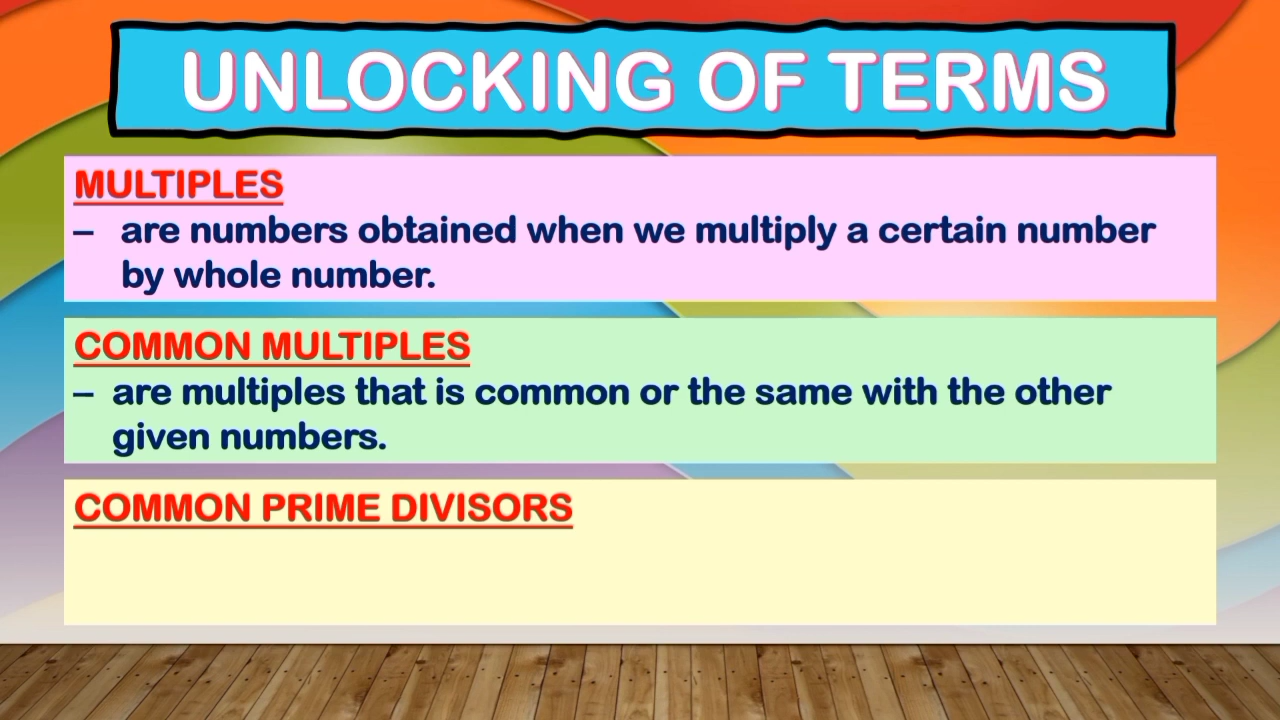 UNLOCKING OF TERMS
MULTIPLES
– are numbers obtained when we multiply a certain number
by whole number.
COMMON MULTIPLES
– are multiples that is common or the same with the other
given numbers.
COMMON PRIME DIVISORS